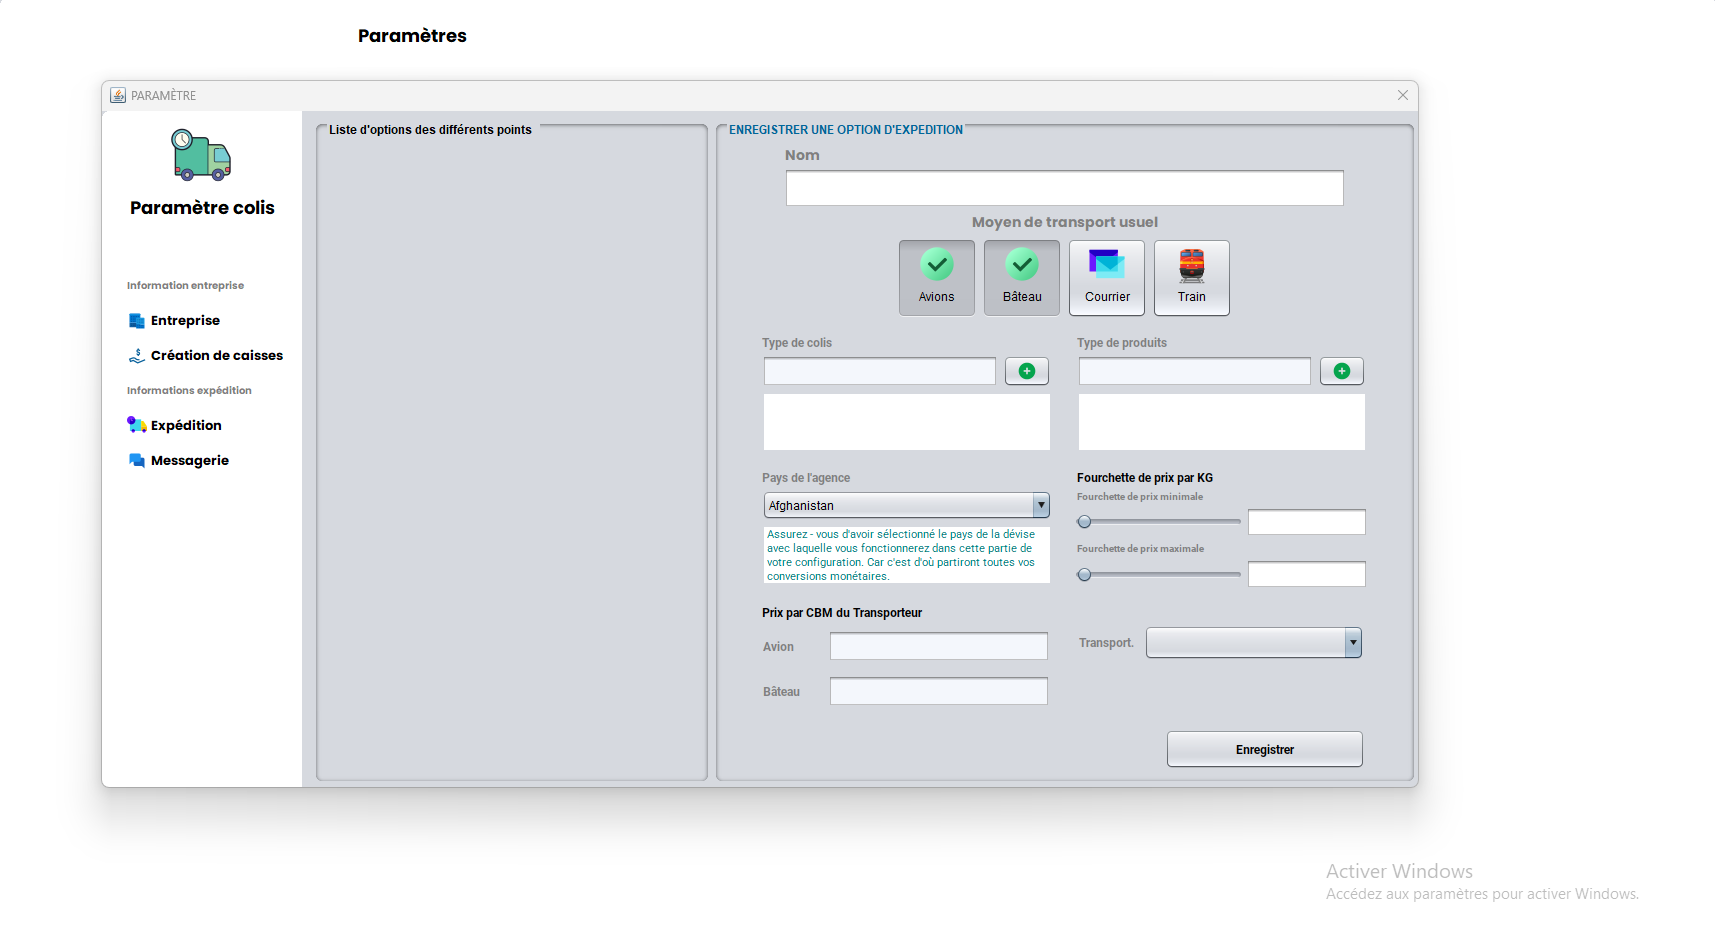 Paramètres
PARAMÈTRE
Paramètre colis
Information entreprise
Entreprise
Création de caisses
Informations expédition
Expédition
Messagerie
Liste d'options des différents points
ENREGISTRER UNE OPTION D'EXPEDITION
Nom
Moyen de transport usuel
Avions
Bâteau
Courrier
Train
Type de colis
Type de produits
Pays de l'agence
Afghanistan
Assurez - vous d'avoir sélectionné le pays de la dévise
avec laquelle vous fonctionnerez dans cette partie de
votre configuration. Car c'est d'où partiront toutes vos
conversions monétaires.
Fourchette de prix par KG
Fourchette de prix minimale
Fourchette de prix maximale
Prix par CBM du Transporteur
Avion
Bâteau
Transport.
Enregistrer
Activer Windows
Accédez aux paramètres pour activer Windows.